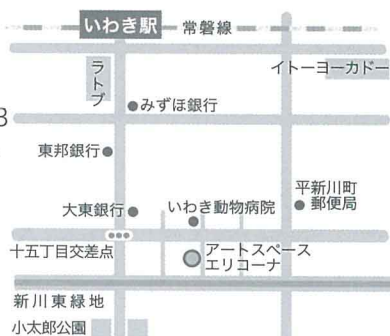 いわき駅
常磐線
ラトブ
イトーヨーカドー
3
みずほ銀行
東邦銀行
平新川町
郵便局
大東銀行
いわき動物病院
十五丁目交差点
アートスペース
エリコーナ
新川東緑地
小太郎公園